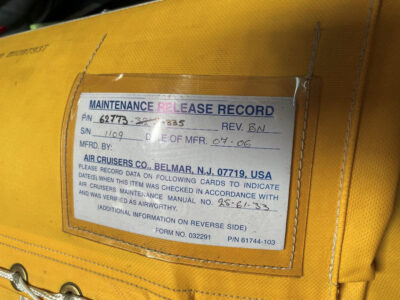 MAINTENANCE RELEASE RECORD
P/N 62773-335 REV. BN
S/N 1109 DATE OF MFR. 07-06
MFRD. BY:
AIR CRUISERS CO., BELMAR, N.J. 07719, USA
PLEASE RECORD DATA ON FOLLOWING CARDS TO INDICATE
DATE(S) WHEN THIS ITEM WAS CHECKED IN ACCORDANCE WITH
AIR CRUISERS MAINTENANCE MANUAL NO. 25-61-33
AND WAS VERIFIED AS AIRWORTHY.
(ADDITIONAL INFORMATION ON REVERSE SIDE)
FORM NO. 032291 P/N 61744-103